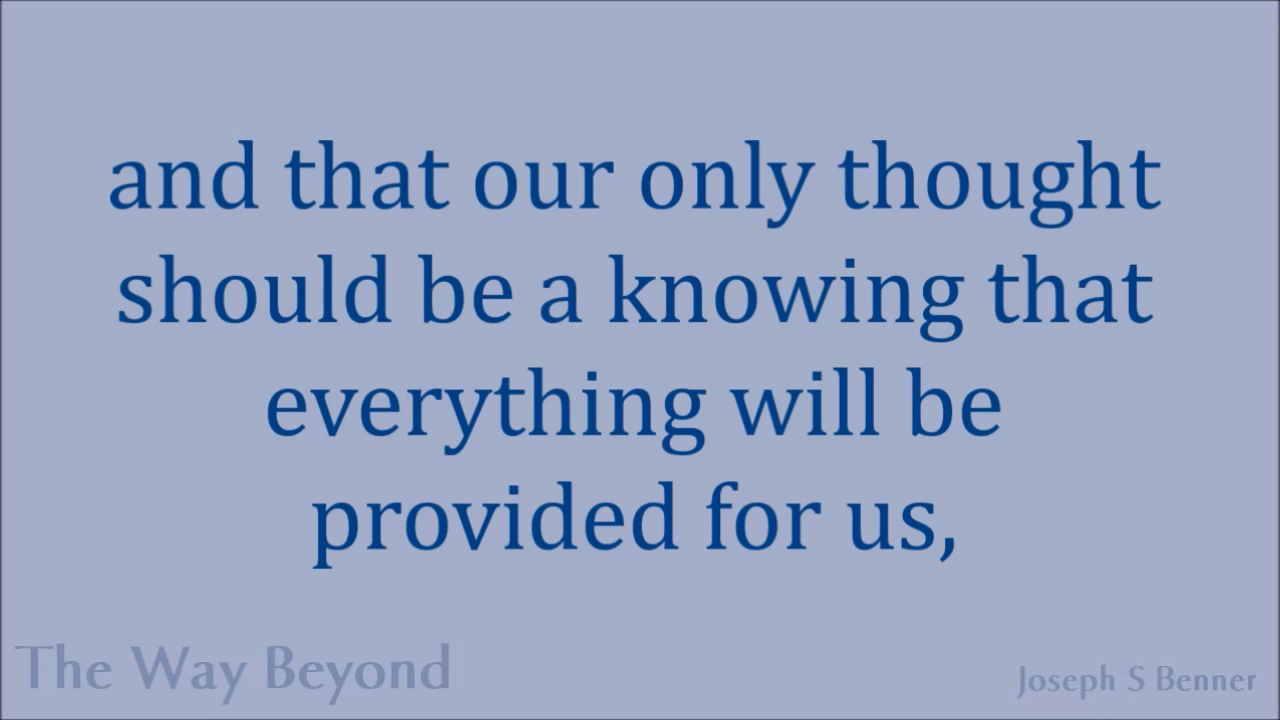 and that our only thought
should be a knowing that
everything will be
provided for us,
The Way Beyond
Joseph S Benner